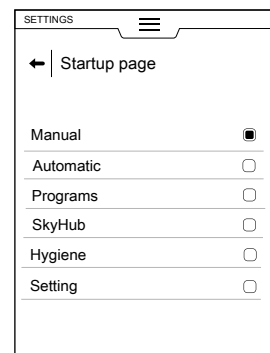 SETTINGS
Startup page
Manual
Automatic
Programs
SkyHub
Hygiene
Setting